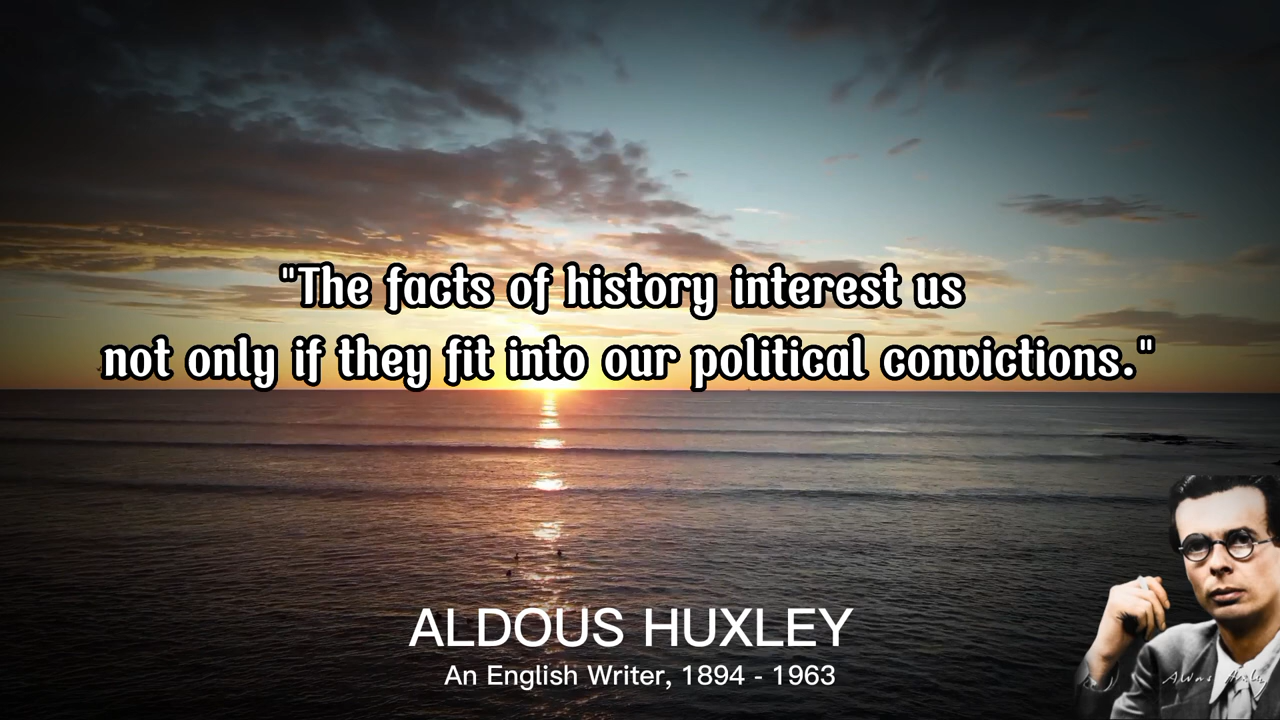 "The facts of history interest us
not only if they fit into our political convictions."
ALDOUS HUXLEY
An English Writer, 1894 - 1963